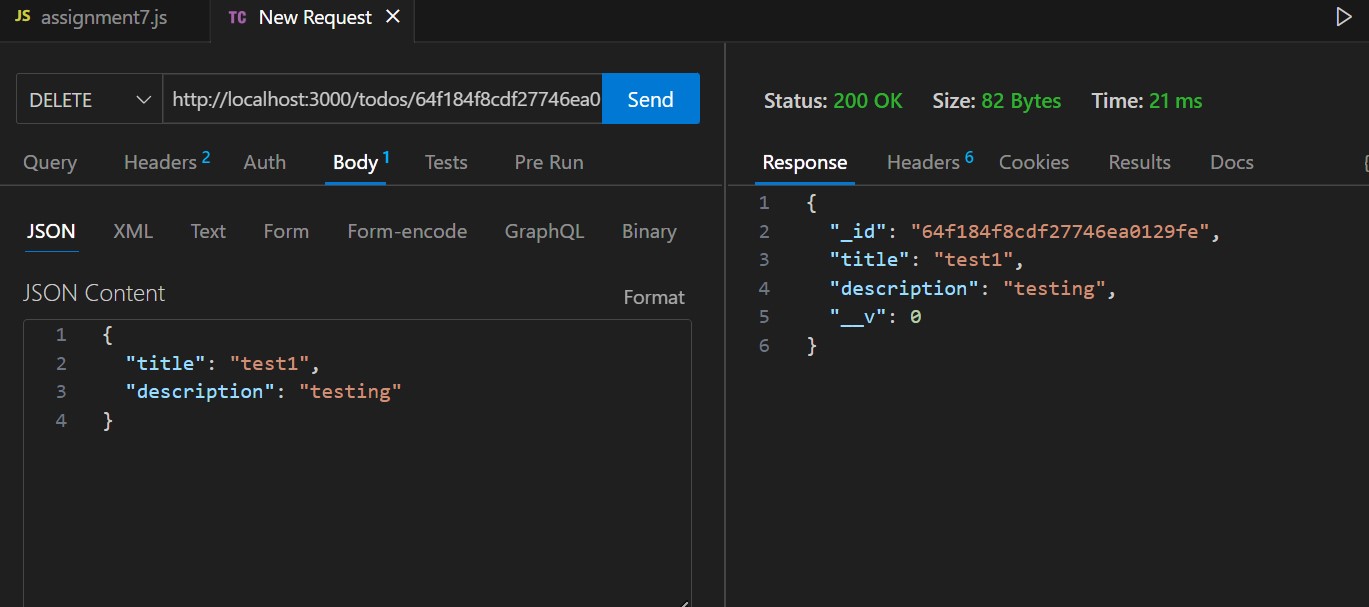 JS assignment7.js TC New Request ×
DELETE http://localhost:3000/todos/64f184f8cdf27746ea0 Send
Query Headers 2 Auth Body 1 Tests Pre Run
JSON XML Text Form Form-encode GraphQL Binary
JSON Content Format
1 {
2 "title": "test1",
3 "description": "testing"
4 }
Status: 200 OK Size: 82 Bytes Time: 21 ms
Response Headers 6 Cookies Results Docs {
1 {
2 "_id": "64f184f8cdf27746ea0129fe",
3 "title": "test1",
4 "description": "testing",
5 "__v": 0
6 }